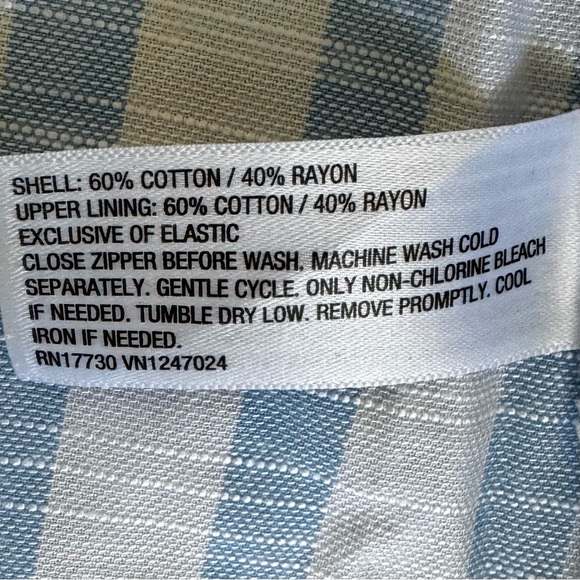 SHELL: 60% COTTON / 40% RAYON
UPPER LINING: 60% COTTON / 40% RAYON
EXCLUSIVE OF ELASTIC
CLOSE ZIPPER BEFORE WASH. MACHINE WASH COLD
SEPARATELY. GENTLE CYCLE. ONLY NON-CHLORINE BLEACH
IF NEEDED. TUMBLE DRY LOW. REMOVE PROMPTLY. COOL
IRON IF NEEDED.
RN17730 VN1247024